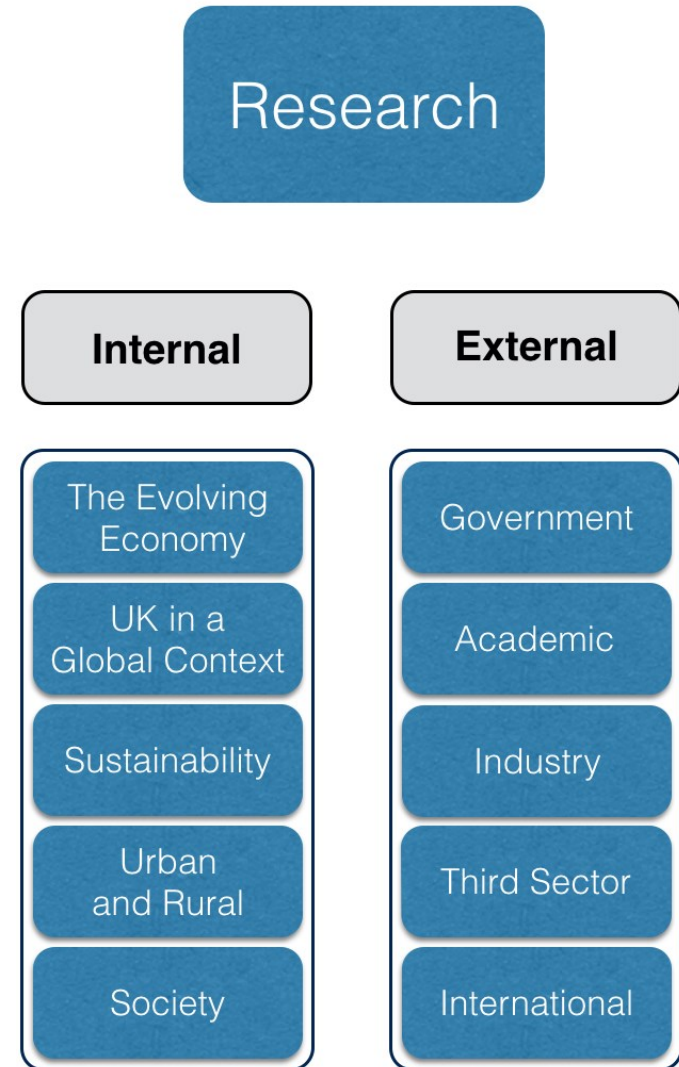 Research
Internal
The Evolving
Economy
UK in a
Global Context
Sustainability
Urban
and Rural
Society
External
Government
Academic
Industry
Third Sector
International